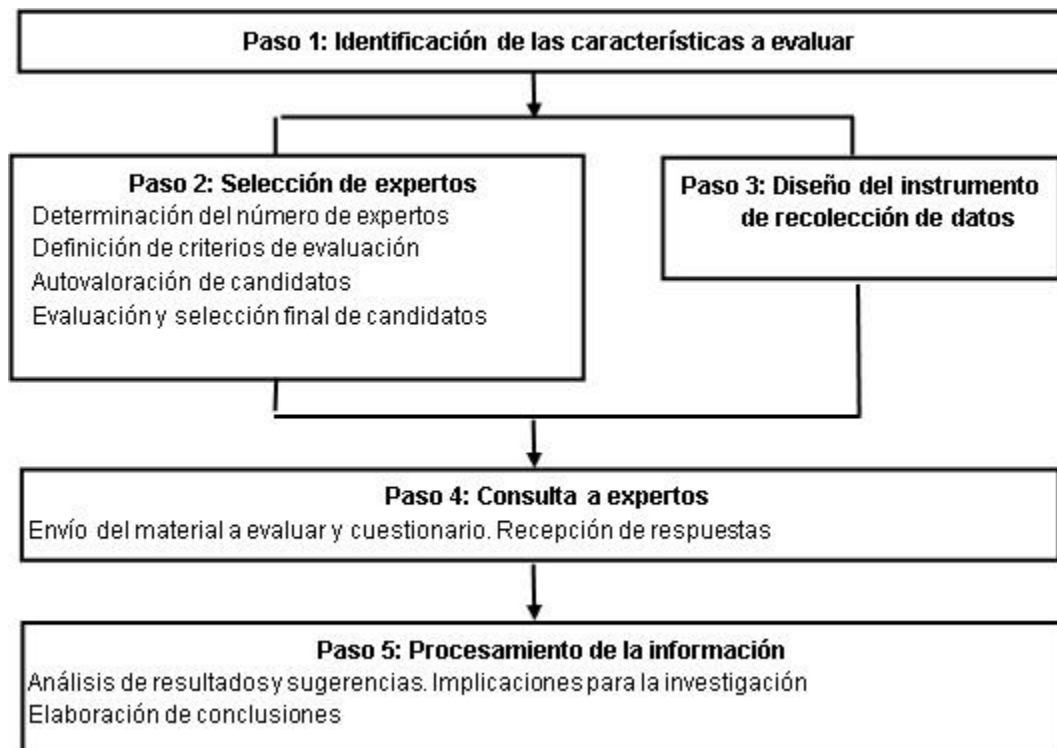 Paso 1: Identificación de las características a evaluar
Paso 2: Selección de expertos
Determinación del número de expertos
Definición de criterios de evaluación
Autovaloración de candidatos
Evaluación y selección final de candidatos
Paso 3: Diseño del instrumento
de recolección de datos
Paso 4: Consulta a expertos
Envío del material a evaluar y cuestionario. Recepción de respuestas
Paso 5: Procesamiento de la información
Análisis de resultados y sugerencias. Implicaciones para la investigación
Elaboración de conclusiones